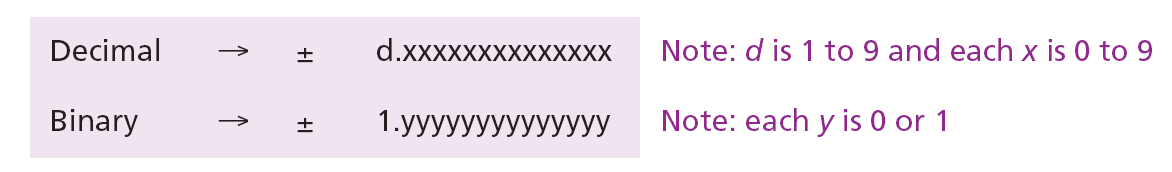 Decimal → ± d.xxxxxxxxxxxxxx Note: d is 1 to 9 and each x is 0 to 9
Binary → ± 1.yyyyyyyyyyyyyy Note: each y is 0 or 1